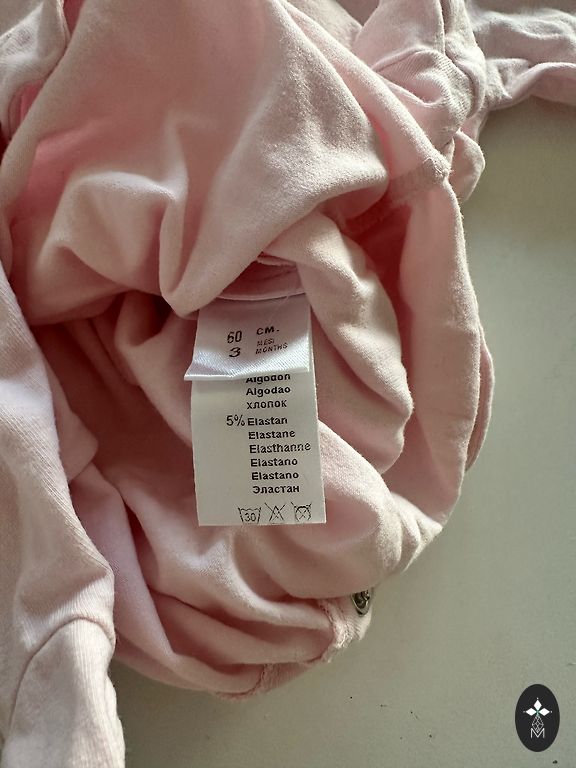 60 CM.
3 MESI
MONTHS
Algodon
Algodao
хлопок
5% Elastan
Elastane
Elasthanne
Elastano
Elastano
Эластан
30
M